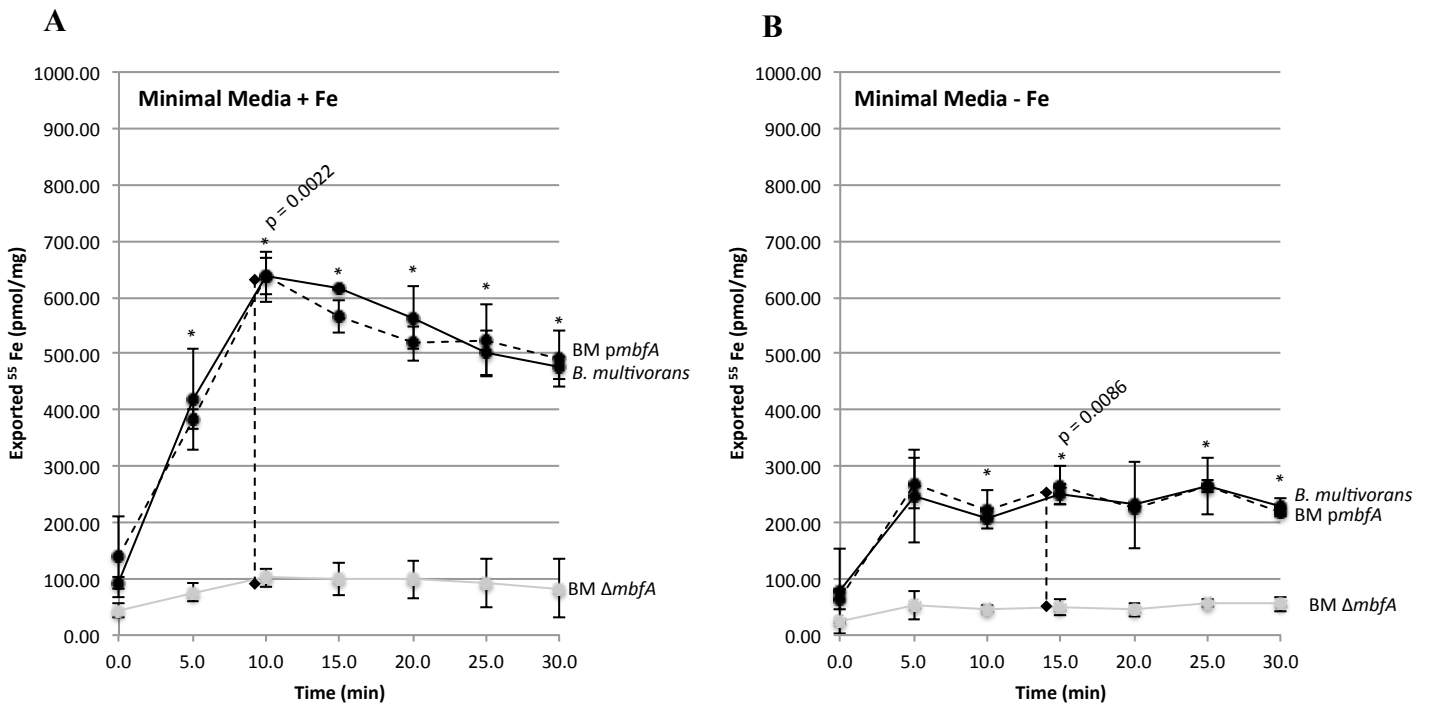 A
Minimal Media + Fe
Exported ⁵⁵ Fe (pmol/mg)
1000.00
900.00
800.00
700.00
600.00
500.00
400.00
300.00
200.00
100.00
0.00
p = 0.0022
*
*
*
*
*
*
BM pmbfA
B. multivorans
BM ΔmbfA
0.0 5.0 10.0 15.0 20.0 25.0 30.0
Time (min)
B
Minimal Media - Fe
Exported ⁵⁵ Fe (pmol/mg)
1000.00
900.00
800.00
700.00
600.00
500.00
400.00
300.00
200.00
100.00
0.00
p = 0.0086
*
*
*
*
B. multivorans
BM pmbfA
BM ΔmbfA
0.0 5.0 10.0 15.0 20.0 25.0 30.0
Time (min)